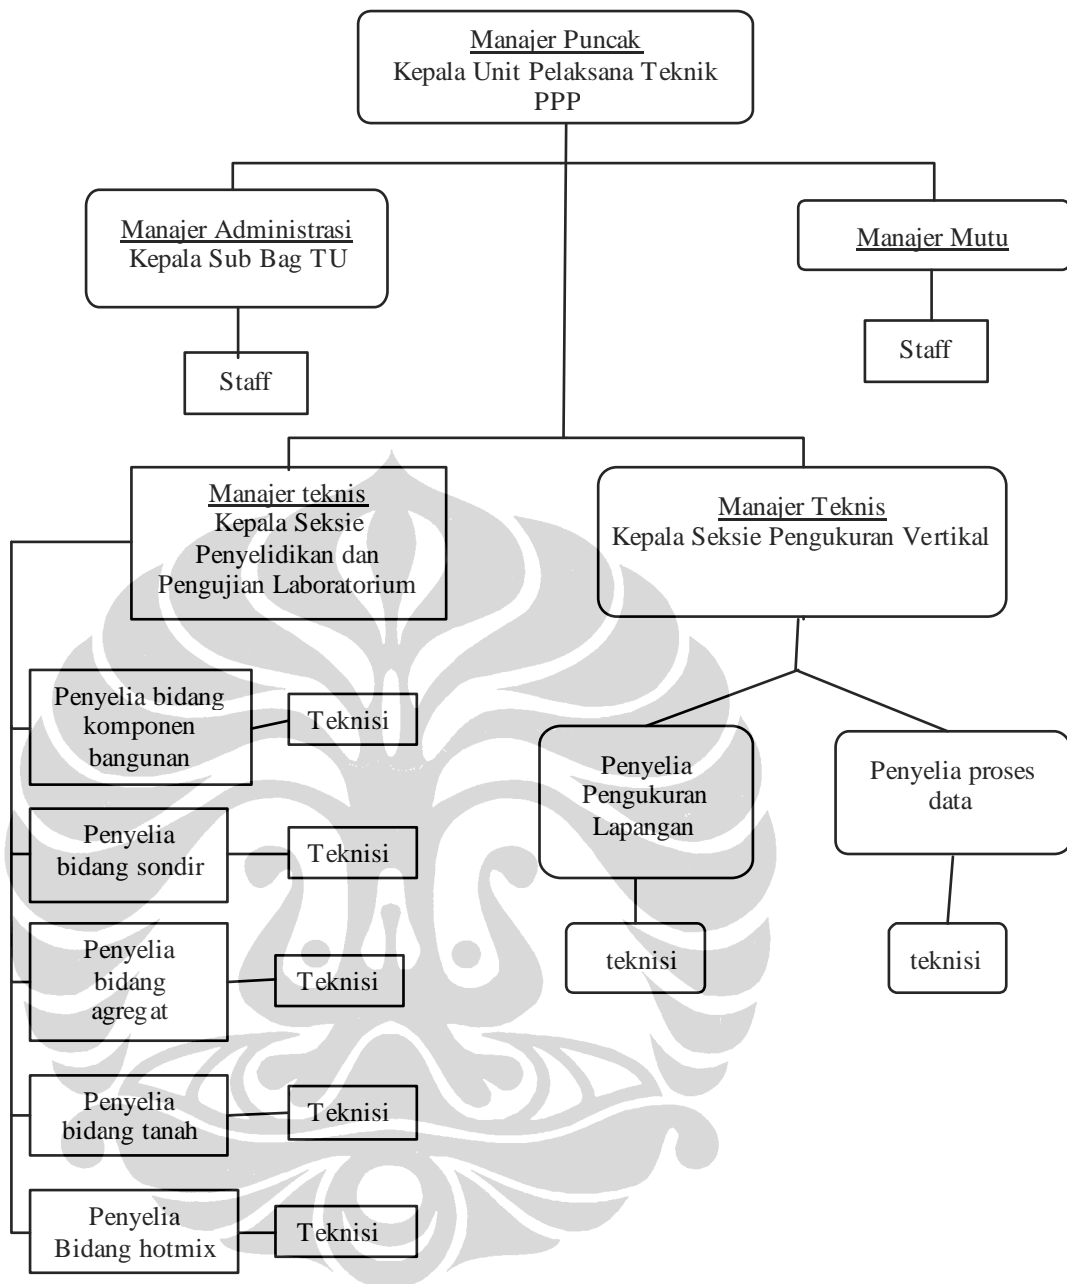 Manajer Puncak
Kepala Unit Pelaksana Teknik
PPP
Manajer Administrasi
Kepala Sub Bag TU
Manajer Mutu
Staff
Staff
Manajer teknis
Kepala Seksie
Penyelidikan dan
Pengujian Laboratorium
Manajer Teknis
Kepala Seksie Pengukuran Vertikal
Penyelia bidang
komponen
bangunan
Teknisi
Penyelia
bidang sondir
Teknisi
Penyelia
bidang
agregat
Teknisi
Penyelia
bidang tanah
Teknisi
Penyelia
Bidang hotmix
Teknisi
Penyelia
Pengukuran
Lapangan
teknisi
Penyelia proses
data
teknisi